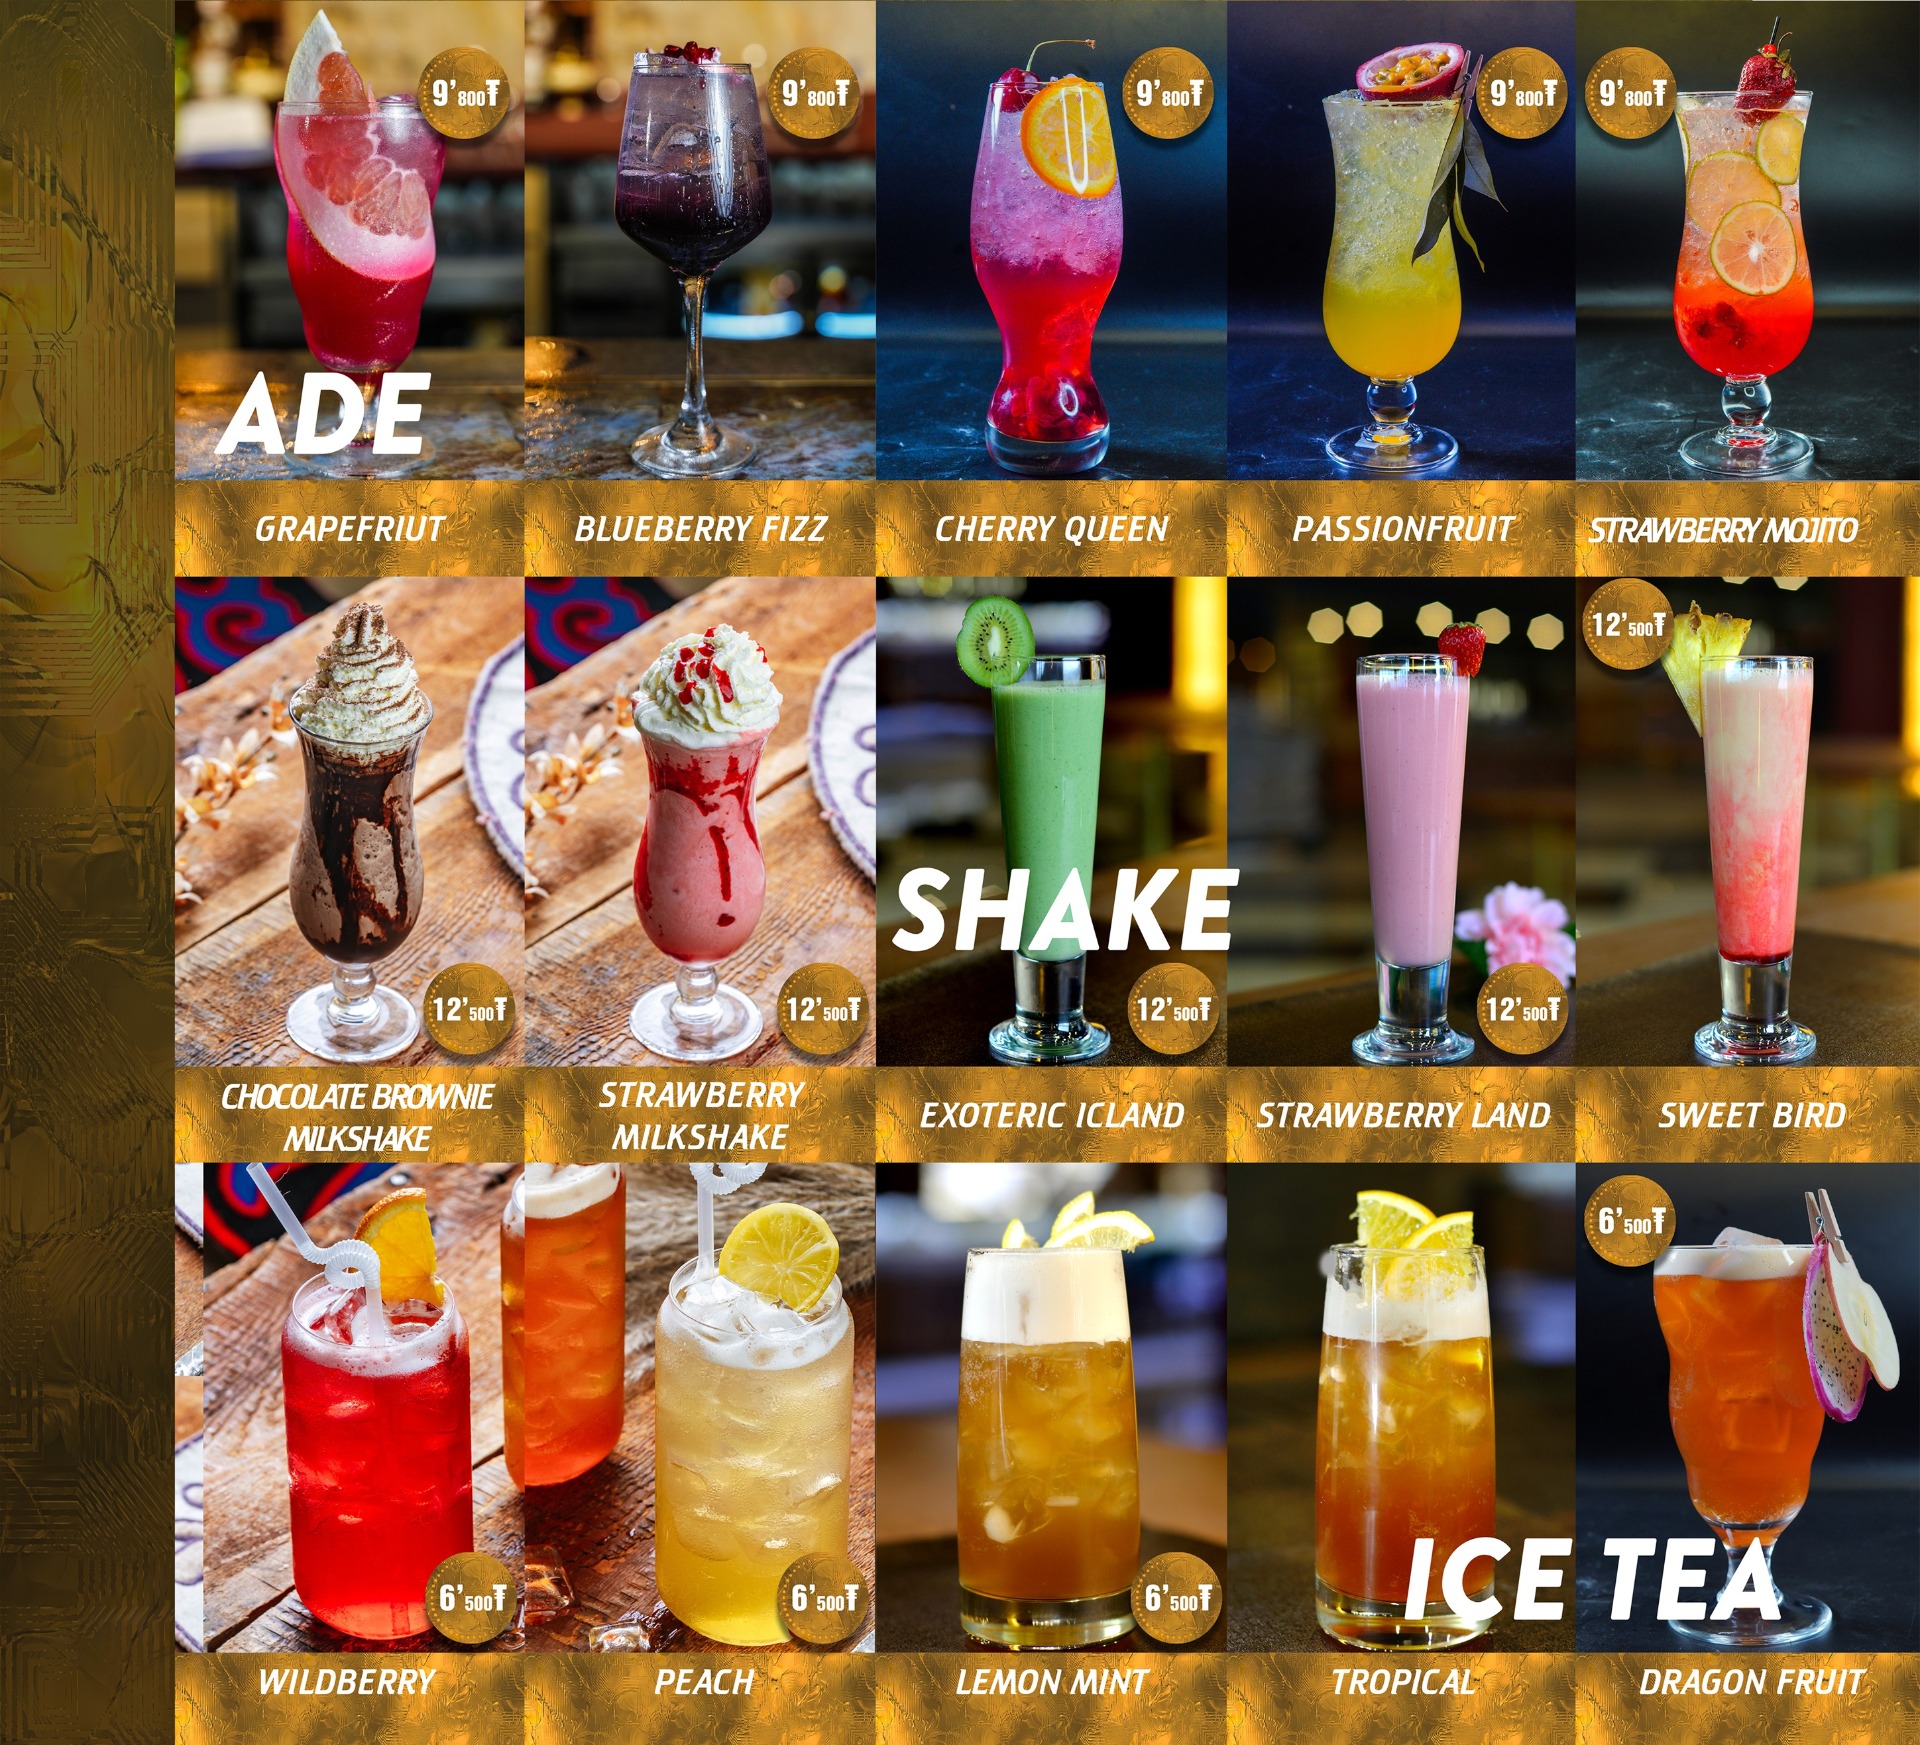 9'800₮
9'800₮
9'800₮
9'800₮
9'800₮
ADE
GRAPEFRIUT
BLUEBERRY FIZZ
CHERRY QUEEN
PASSIONFRUIT
STRAWBERRY MOJITO
12'500₮
SHAKE
12'500₮
12'500₮
12'500₮
12'500₮
CHOCOLATE BROWNIE
MILKSHAKE
STRAWBERRY
MILKSHAKE
EXOTERIC ICLAND
STRAWBERRY LAND
SWEET BIRD
6'500₮
ICE TEA
6'500₮
6'500₮
6'500₮
WILDBERRY
PEACH
LEMON MINT
TROPICAL
DRAGON FRUIT